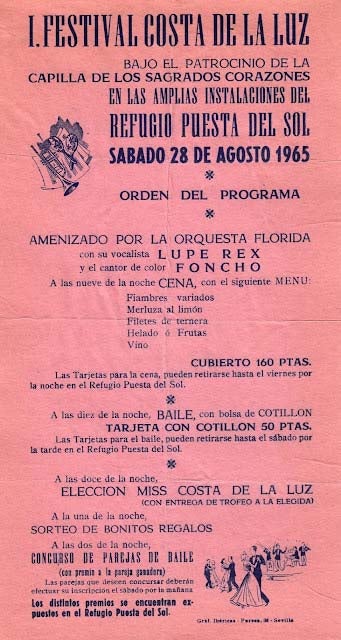 I. FESTIVAL COSTA DE LA LUZ
BAJO EL PATROCINIO DE LA
CAPILLA DE LOS SAGRADOS CORAZONES
EN LAS AMPLIAS INSTALACIONES DEL
REFUGIO PUESTA DEL SOL
SABADO 28 DE AGOSTO 1965
ORDEN DEL PROGRAMA
AMENIZADO POR LA ORQUESTA FLORIDA
con su vocalista LUPE REX
y el cantor de color FONCHO
A las nueve de la noche CENA, con el siguiente MENU:
Fiambres variados
Merluza al limón
Filetes de ternera
Helado ó Frutas
Vino
CUBIERTO 160 PTAS.
Las Tarjetas para la cena, pueden retirarse hasta el viernes por
la noche en el Refugio Puesta del Sol.
A las diez de la noche, BAILE, con bolsa de COTILLON
TARJETA CON COTILLON 50 PTAS.
Las Tarjetas para el baile, pueden retirarse hasta el sábado por
la tarde en el Refugio Puesta del Sol.
A las doce de la noche,
ELECCION MISS COSTA DE LA LUZ
(CON ENTREGA DE TROFEO A LA ELEGIDA)
A la una de la noche,
SORTEO DE BONITOS REGALOS
A las dos de la noche,
CONCURSO DE PAREJAS DE BAILE
(con premio a la pareja ganadora)
Las parejas que deseen concursar deberán
efectuar su inscripción el sábado por la mañana
Los distintos premios se encuentran ex-
puestos en el Refugio Puesta del Sol.
Gráf. Ibéricas - Pureza, - Sevilla